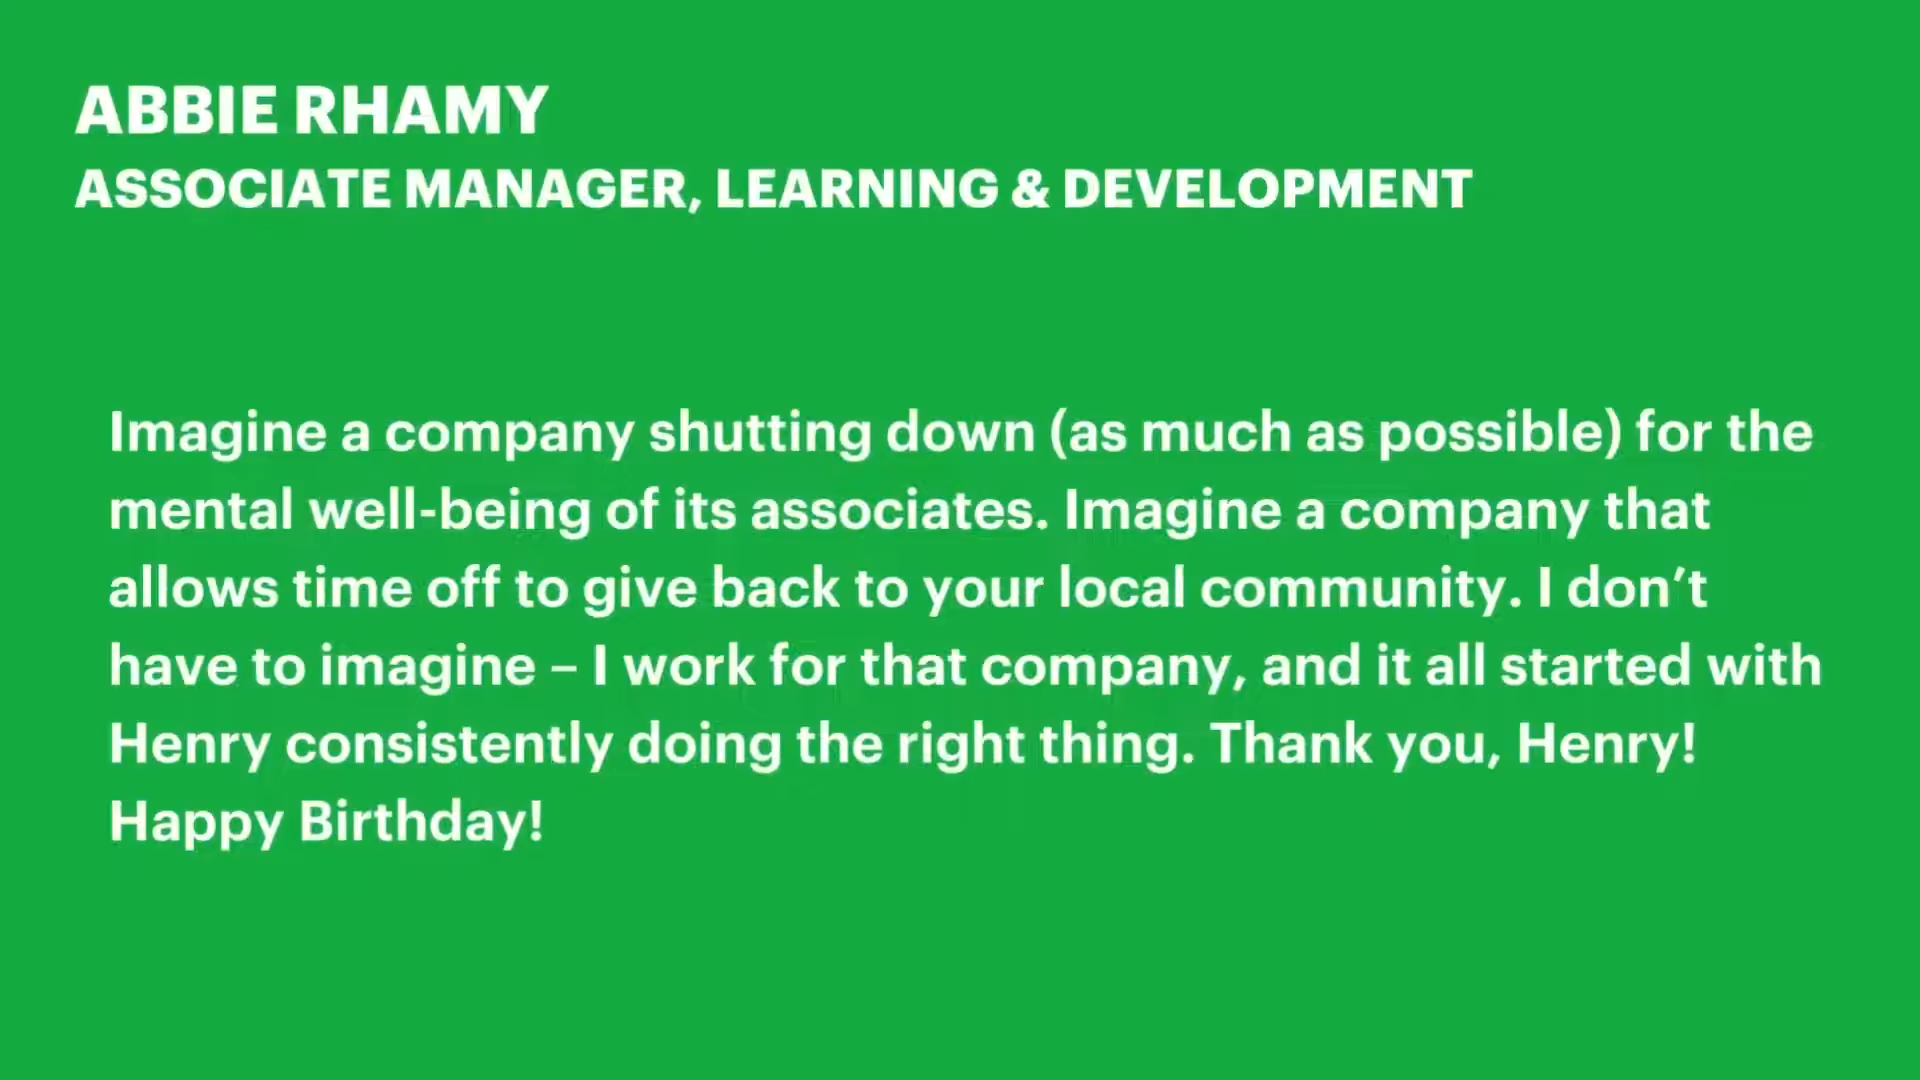 ABBIE RHAMY
ASSOCIATE MANAGER, LEARNING & DEVELOPMENT
Imagine a company shutting down (as much as possible) for the
mental well-being of its associates. Imagine a company that
allows time off to give back to your local community. I don’t
have to imagine – I work for that company, and it all started with
Henry consistently doing the right thing. Thank you, Henry!
Happy Birthday!